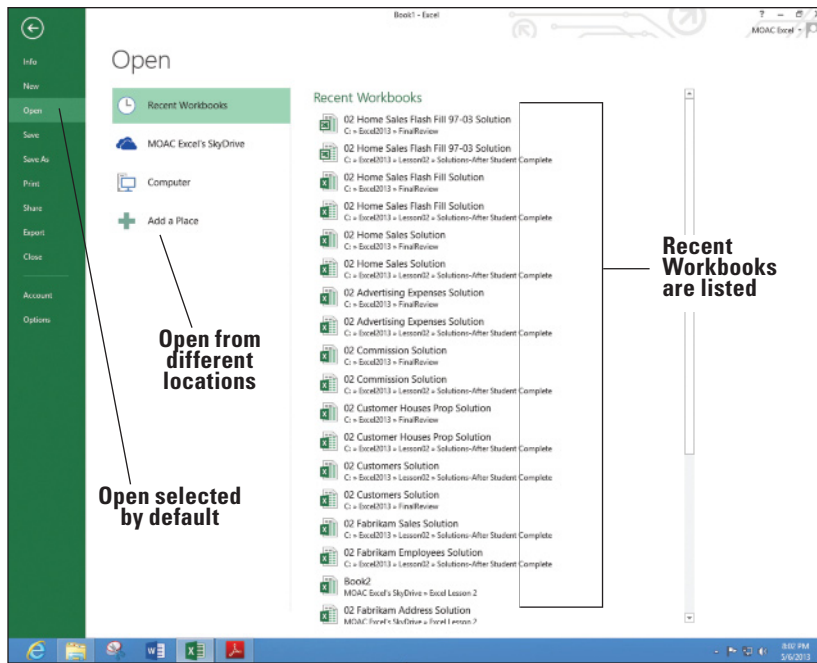 Book1 - Excel
?
MOAC Excel
Info
New
Open
Save
Save As
Print
Share
Export
Close
Account
Options
Open
Recent Workbooks
MOAC Excel's SkyDrive
Computer
Add a Place
Recent Workbooks
02 Home Sales Flash Fill 97-03 Solution
C: » Excel2013 » FinalReview
02 Home Sales Flash Fill 97-03 Solution
C: » Excel2013 » Lesson02 » Solutions-After Student Complete
02 Home Sales Flash Fill Solution
C: » Excel2013 » FinalReview
02 Home Sales Flash Fill Solution
C: » Excel2013 » Lesson02 » Solutions-After Student Complete
02 Home Sales Solution
C: » Excel2013 » FinalReview
02 Home Sales Solution
C: » Excel2013 » Lesson02 » Solutions-After Student Complete
02 Advertising Expenses Solution
C: » Excel2013 » FinalReview
02 Advertising Expenses Solution
C: » Excel2013 » Lesson02 » Solutions-After Student Complete
02 Commission Solution
C: » Excel2013 » FinalReview
02 Commission Solution
C: » Excel2013 » Lesson02 » Solutions-After Student Complete
02 Customer Houses Prop Solution
C: » Excel2013 » FinalReview
02 Customer Houses Prop Solution
C: » Excel2013 » Lesson02 » Solutions-After Student Complete
02 Customers Solution
C: » Excel2013 » Lesson02 » Solutions-After Student Complete
02 Customers Solution
C: » Excel2013 » FinalReview
02 Fabrikam Sales Solution
C: » Excel2013 » Lesson02 » Solutions-After Student Complete
02 Fabrikam Employees Solution
C: » Excel2013 » Lesson02 » Solutions-After Student Complete
Book2
MOAC Excel's SkyDrive » Excel Lesson 2
02 Fabrikam Address Solution
MOAC Excel's SkyDrive » Excel Lesson 2
Open from
different
locations
Open selected
by default
Recent
Workbooks
are listed
8:02 PM
5/6/2013